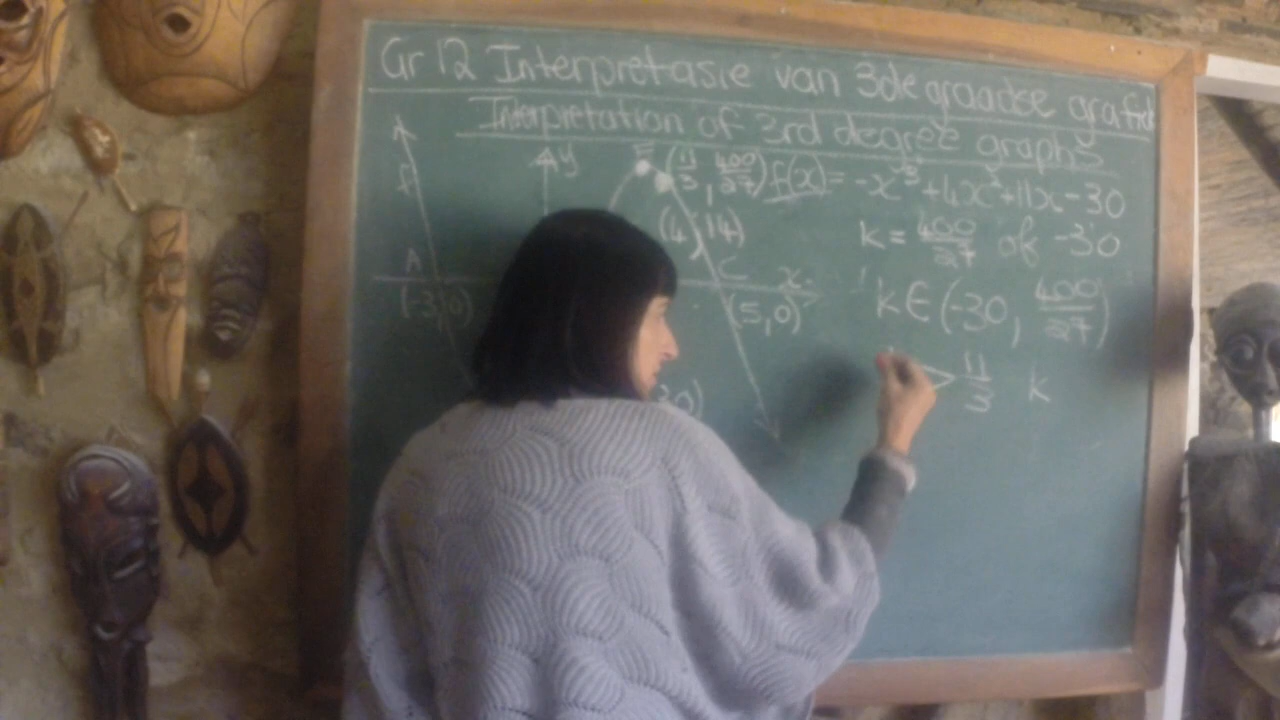 Gr 12 Interpretasie van 3de graadse grafiek
Interpretation of 3rd degree graphs
f
y
E (11/3, 400/27)
f(x) = -x³ +4x² +11x -30
(4,14)
k = 400/27 of -30
A
C
x
(-3,0)
(5,0)
k ∈ (-30, 400/27)
> 11/3 k
30)